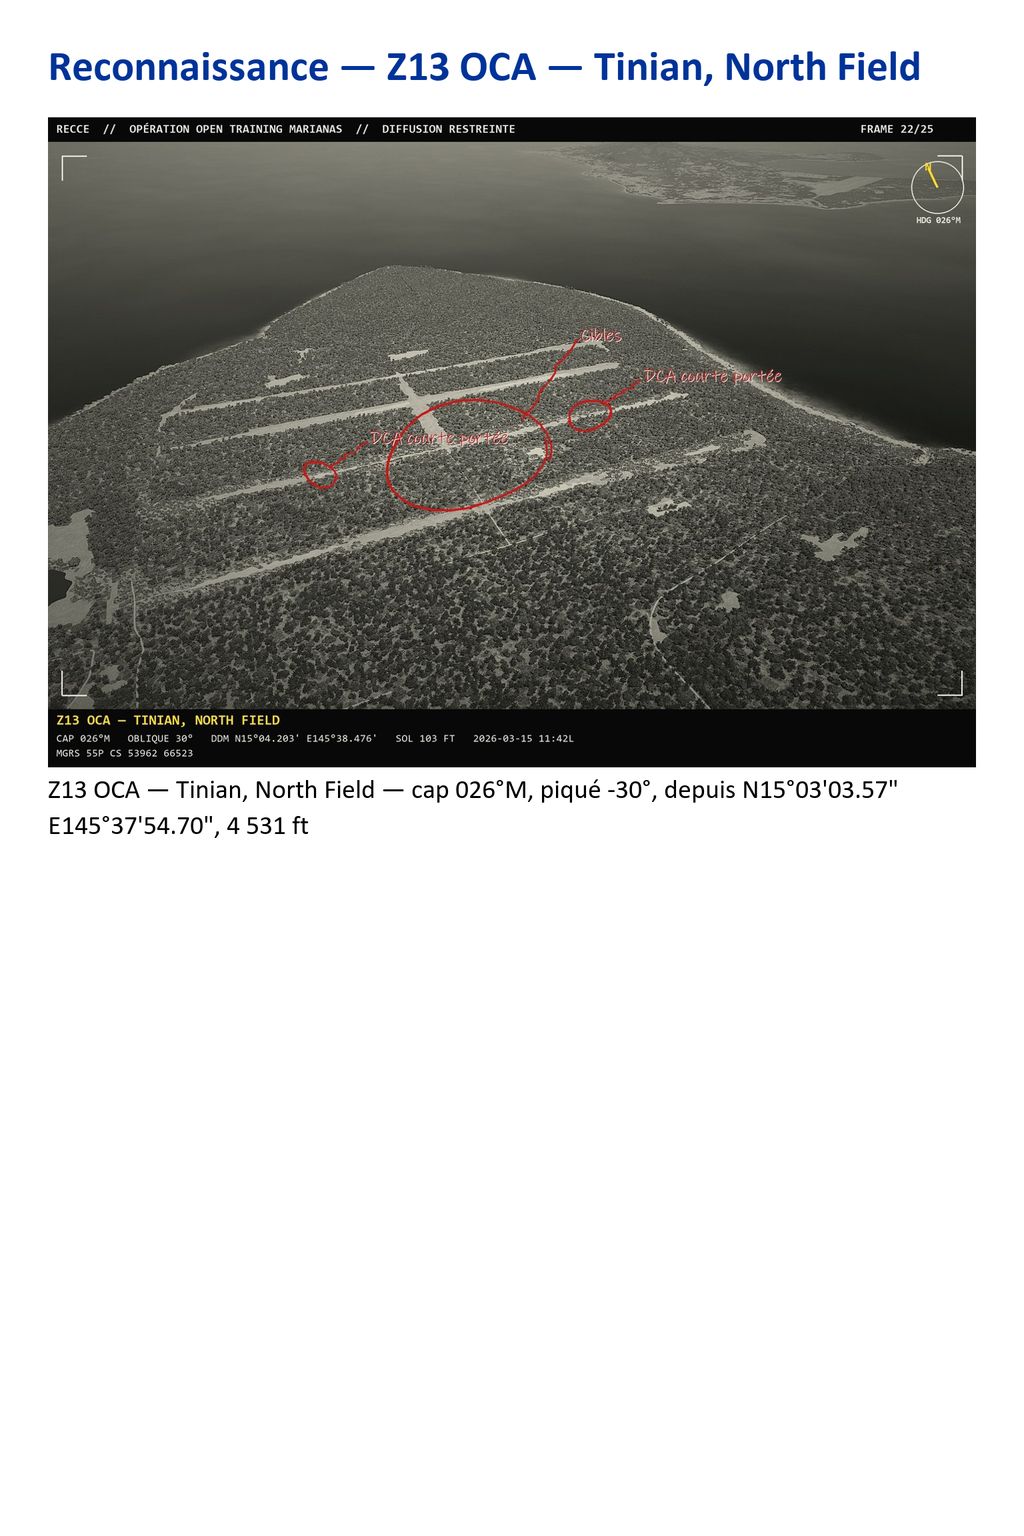 Reconnaissance — Z13 OCA — Tinian, North Field
RECCE // OPÉRATION OPEN TRAINING MARIANAS // DIFFUSION RESTREINTE FRAME 22/25
N
HDG 026°M
Cibles
DCA courte portée
DCA courte portée
Z13 OCA — TINIAN, NORTH FIELD
CAP 026°M OBLIQUE 30° DDM N15°04.203' E145°38.476' SOL 103 FT 2026-03-15 11:42L
MGRS 55P CS 53962 66523
Z13 OCA — Tinian, North Field — cap 026°M, piqué -30°, depuis N15°03'03.57"
E145°37'54.70", 4 531 ft